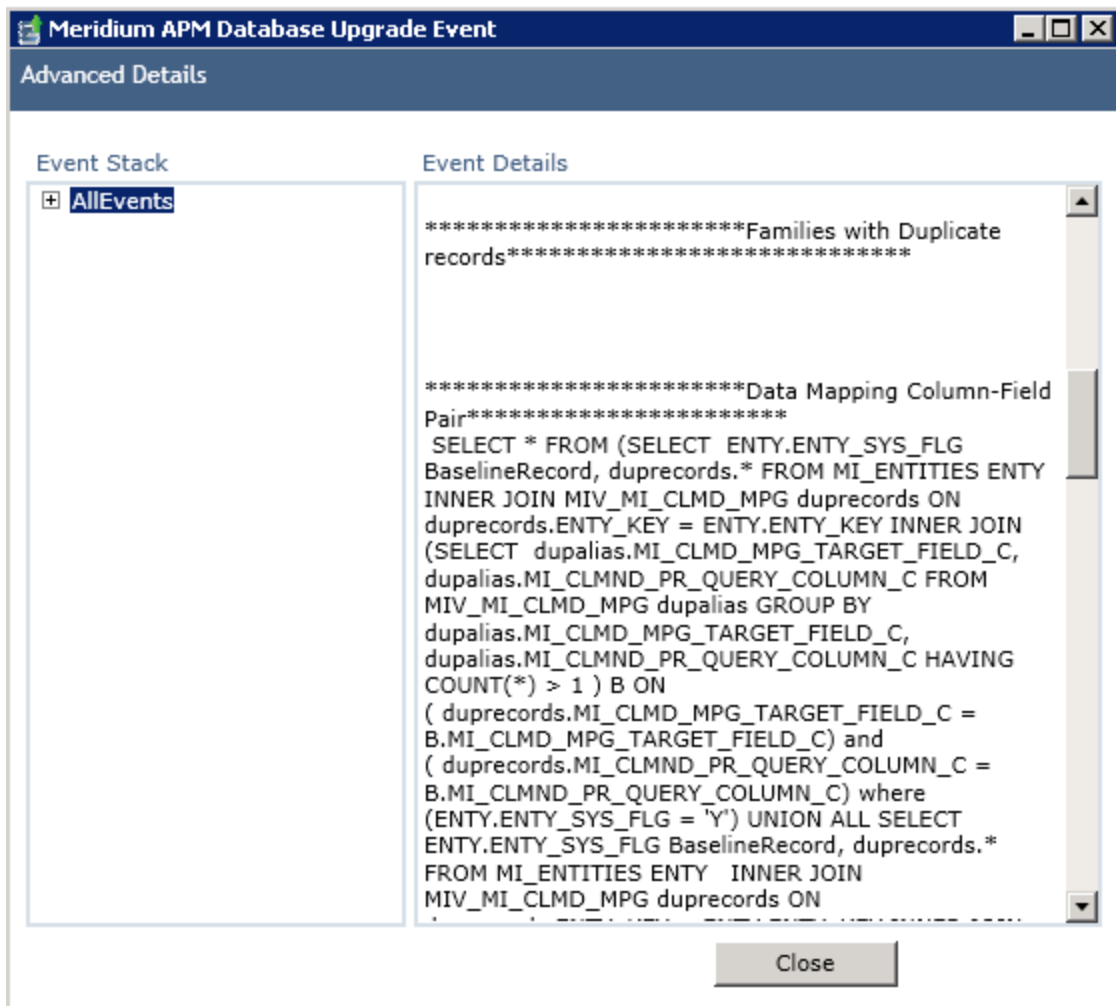 Meridium APM Database Upgrade Event
Advanced Details
Event Stack
AllEvents
Event Details
***********************Families with Duplicate
records*****************************
***********************Data Mapping Column-Field
Pair***********************
SELECT * FROM (SELECT  ENTY.ENTY_SYS_FLG
BaselineRecord, duprecords.* FROM MI_ENTITIES ENTY
INNER JOIN MIV_MI_CLMD_MPG duprecords ON
duprecords.ENTY_KEY = ENTY.ENTY_KEY INNER JOIN
(SELECT  dupalias.MI_CLMD_MPG_TARGET_FIELD_C,
dupalias.MI_CLMND_PR_QUERY_COLUMN_C FROM
MIV_MI_CLMD_MPG dupalias GROUP BY
dupalias.MI_CLMD_MPG_TARGET_FIELD_C,
dupalias.MI_CLMND_PR_QUERY_COLUMN_C HAVING
COUNT(*) > 1 ) B ON
( duprecords.MI_CLMD_MPG_TARGET_FIELD_C =
B.MI_CLMD_MPG_TARGET_FIELD_C) and
( duprecords.MI_CLMND_PR_QUERY_COLUMN_C =
B.MI_CLMND_PR_QUERY_COLUMN_C) where
(ENTY.ENTY_SYS_FLG = 'Y') UNION ALL SELECT
ENTY.ENTY_SYS_FLG BaselineRecord, duprecords.*
FROM MI_ENTITIES ENTY   INNER JOIN
MIV_MI_CLMD_MPG duprecords ON
Close